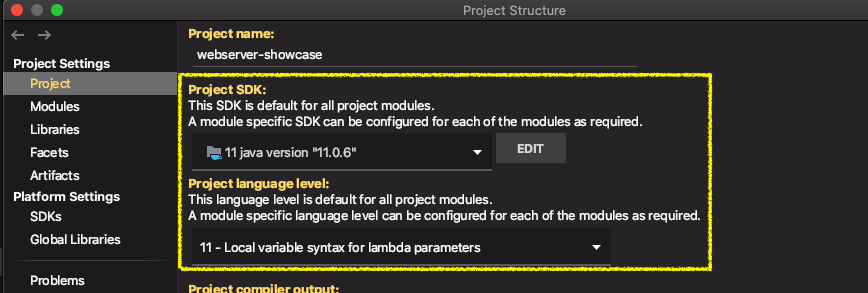 Project Structure
Project Settings
Project
Modules
Libraries
Facets
Artifacts
Platform Settings
SDKs
Global Libraries
Problems
Project name:
webserver-showcase
Project SDK:
This SDK is default for all project modules.
A module specific SDK can be configured for each of the modules as required.
11 java version "11.0.6"
EDIT
Project language level:
This language level is default for all project modules.
A module specific language level can be configured for each of the modules as required.
11 - Local variable syntax for lambda parameters
Project compiler output: